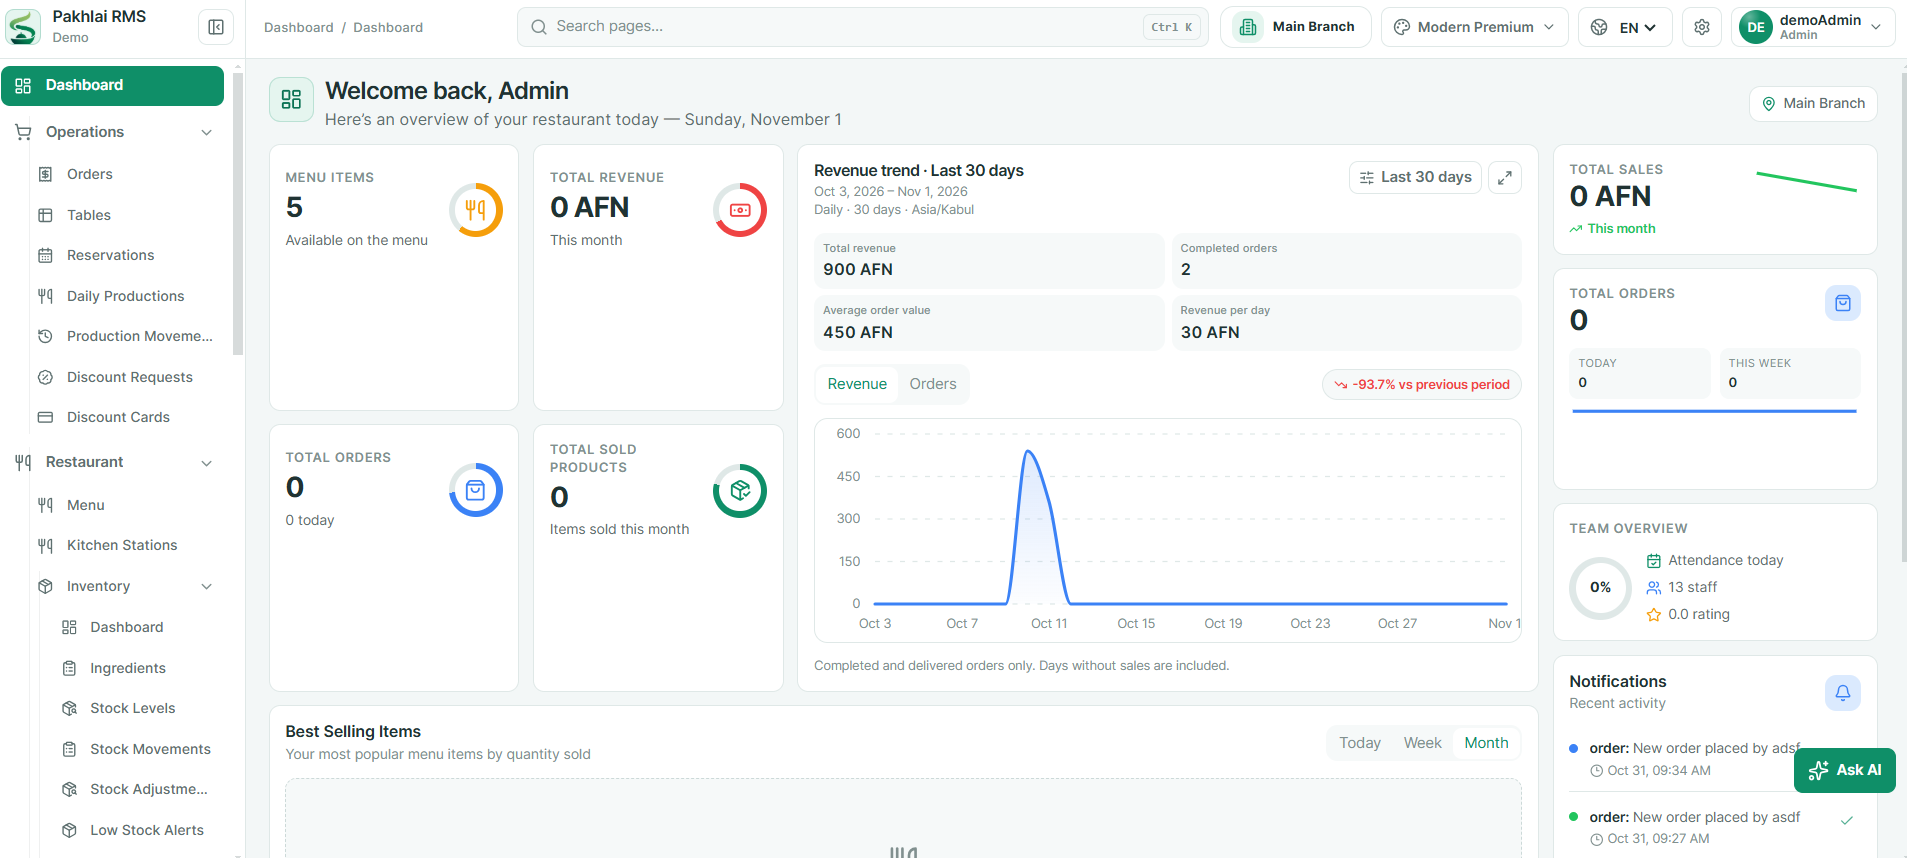 Pakhlai RMS
Demo
Dashboard / Dashboard
Search pages...
Ctrl K
Main Branch
Modern Premium
EN
DE
demoAdmin
Admin
Dashboard
Operations
Orders
Tables
Reservations
Daily Productions
Production Moveme...
Discount Requests
Discount Cards
Restaurant
Menu
Kitchen Stations
Inventory
Dashboard
Ingredients
Stock Levels
Stock Movements
Stock Adjustme...
Low Stock Alerts
Welcome back, Admin
Here's an overview of your restaurant today — Sunday, November 1
Main Branch
MENU ITEMS
5
Available on the menu
TOTAL REVENUE
0 AFN
This month
TOTAL ORDERS
0
0 today
TOTAL SOLD
PRODUCTS
0
Items sold this month
Revenue trend · Last 30 days
Oct 3, 2026 – Nov 1, 2026
Daily · 30 days · Asia/Kabul
Last 30 days
Total revenue
900 AFN
Completed orders
2
Average order value
450 AFN
Revenue per day
30 AFN
Revenue
Orders
-93.7% vs previous period
600
450
300
150
0
Oct 3 Oct 7 Oct 11 Oct 15 Oct 19 Oct 23 Oct 27 Nov 1
Completed and delivered orders only. Days without sales are included.
Best Selling Items
Your most popular menu items by quantity sold
Today Week Month
TOTAL SALES
0 AFN
This month
TOTAL ORDERS
0
TODAY
0
THIS WEEK
0
TEAM OVERVIEW
0%
Attendance today
13 staff
0.0 rating
Notifications
Recent activity
order: New order placed by adsf
Oct 31, 09:34 AM
Ask AI
order: New order placed by asdf
Oct 31, 09:27 AM